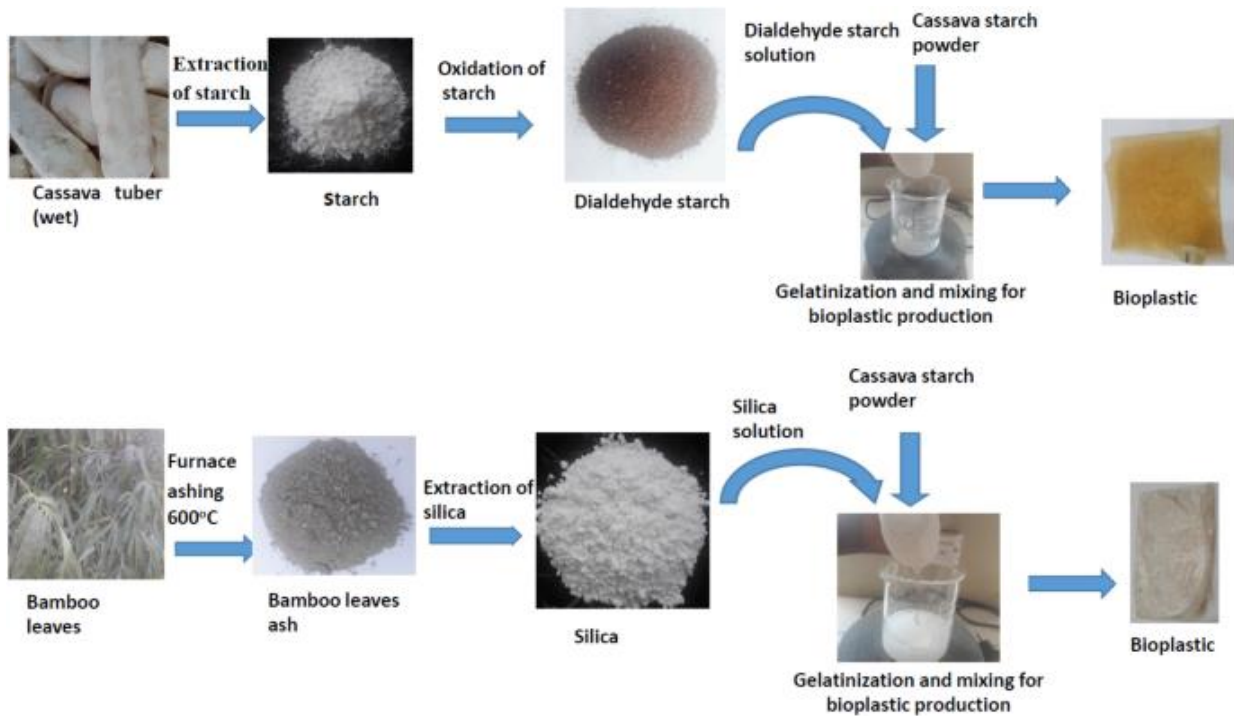 Cassava tuber
(wet)
Extraction
of starch
Starch
Oxidation of
starch
Dialdehyde starch
Dialdehyde starch
solution
Cassava starch
powder
Gelatinization and mixing for
bioplastic production
Bioplastic
Bamboo
leaves
Furnace
ashing
600°C
Bamboo leaves
ash
Extraction of
silica
Silica
Silica
solution
Cassava starch
powder
Gelatinization and mixing for
bioplastic production
Bioplastic